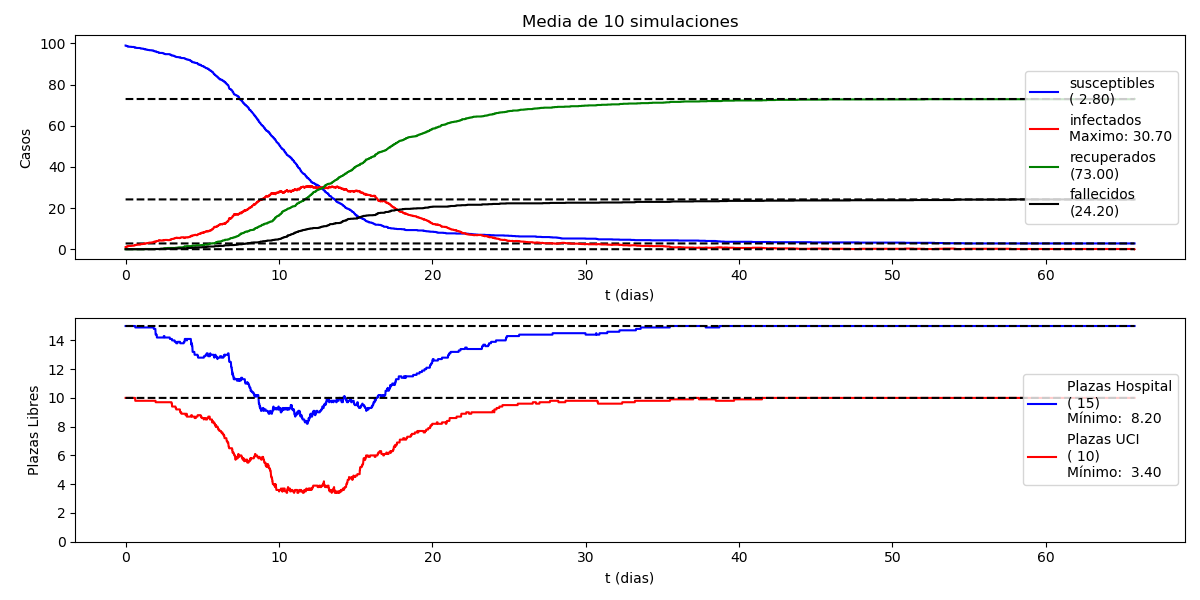 Media de 10 simulaciones
Casos
100
80
60
40
20
0
susceptibles
( 2.80)
infectados
Maximo: 30.70
recuperados
(73.00)
fallecidos
(24.20)
0 10 20 30 40 50 60
t (dias)
Plazas Libres
14
12
10
8
6
4
2
0
Plazas Hospital
( 15)
Mínimo:  8.20
Plazas UCI
( 10)
Mínimo:  3.40
0 10 20 30 40 50 60
t (dias)